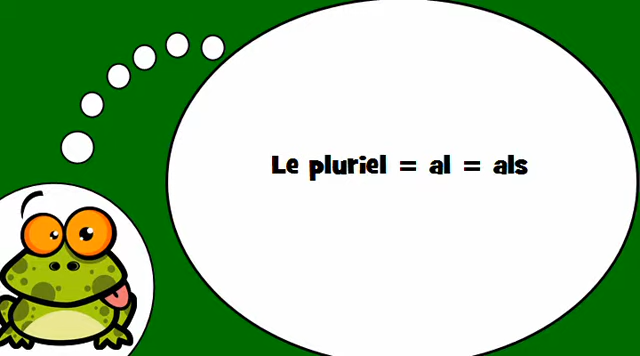 Le pluriel = al = als